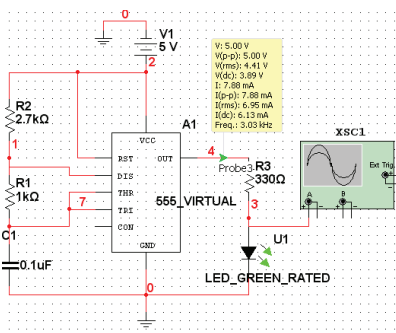 0
V1
5 V
2
V: 5.00 V
V(p-p): 5.00 V
V(rms): 4.41 V
V(dc): 3.89 V
I: 7.88 mA
I(p-p): 7.88 mA
I(rms): 6.95 mA
I(dc): 6.13 mA
Freq.: 3.03 kHz
R2
2.7kΩ
1
R1
1kΩ
7
C1
0.1uF
A1
VCC
RST OUT
DIS
THR
TRI
CON
GND
555_VIRTUAL
4
Probe3
R3
330Ω
3
XSC1
Ext Trig
A B
U1
LED_GREEN_RATED
0